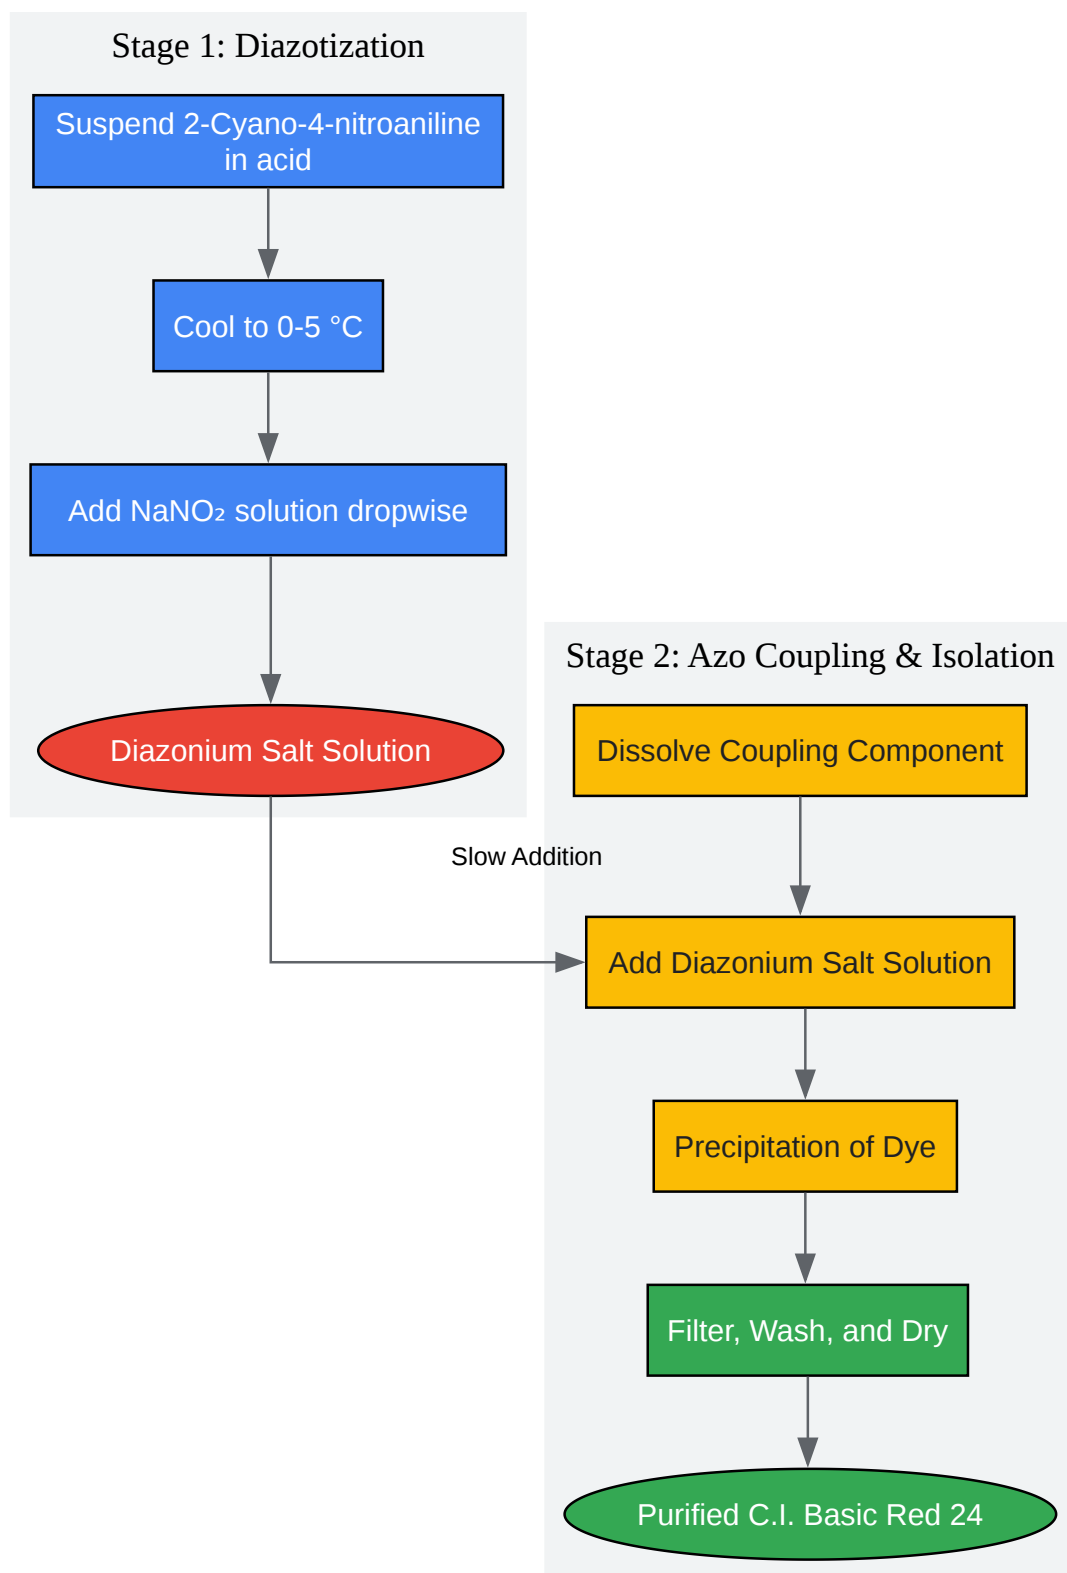 Stage 1: Diazotization
Suspend 2-Cyano-4-nitroaniline
in acid
Cool to 0-5 °C
Add NaNO₂ solution dropwise
Diazonium Salt Solution
Slow Addition
Stage 2: Azo Coupling & Isolation
Dissolve Coupling Component
Add Diazonium Salt Solution
Precipitation of Dye
Filter, Wash, and Dry
Purified C.I. Basic Red 24